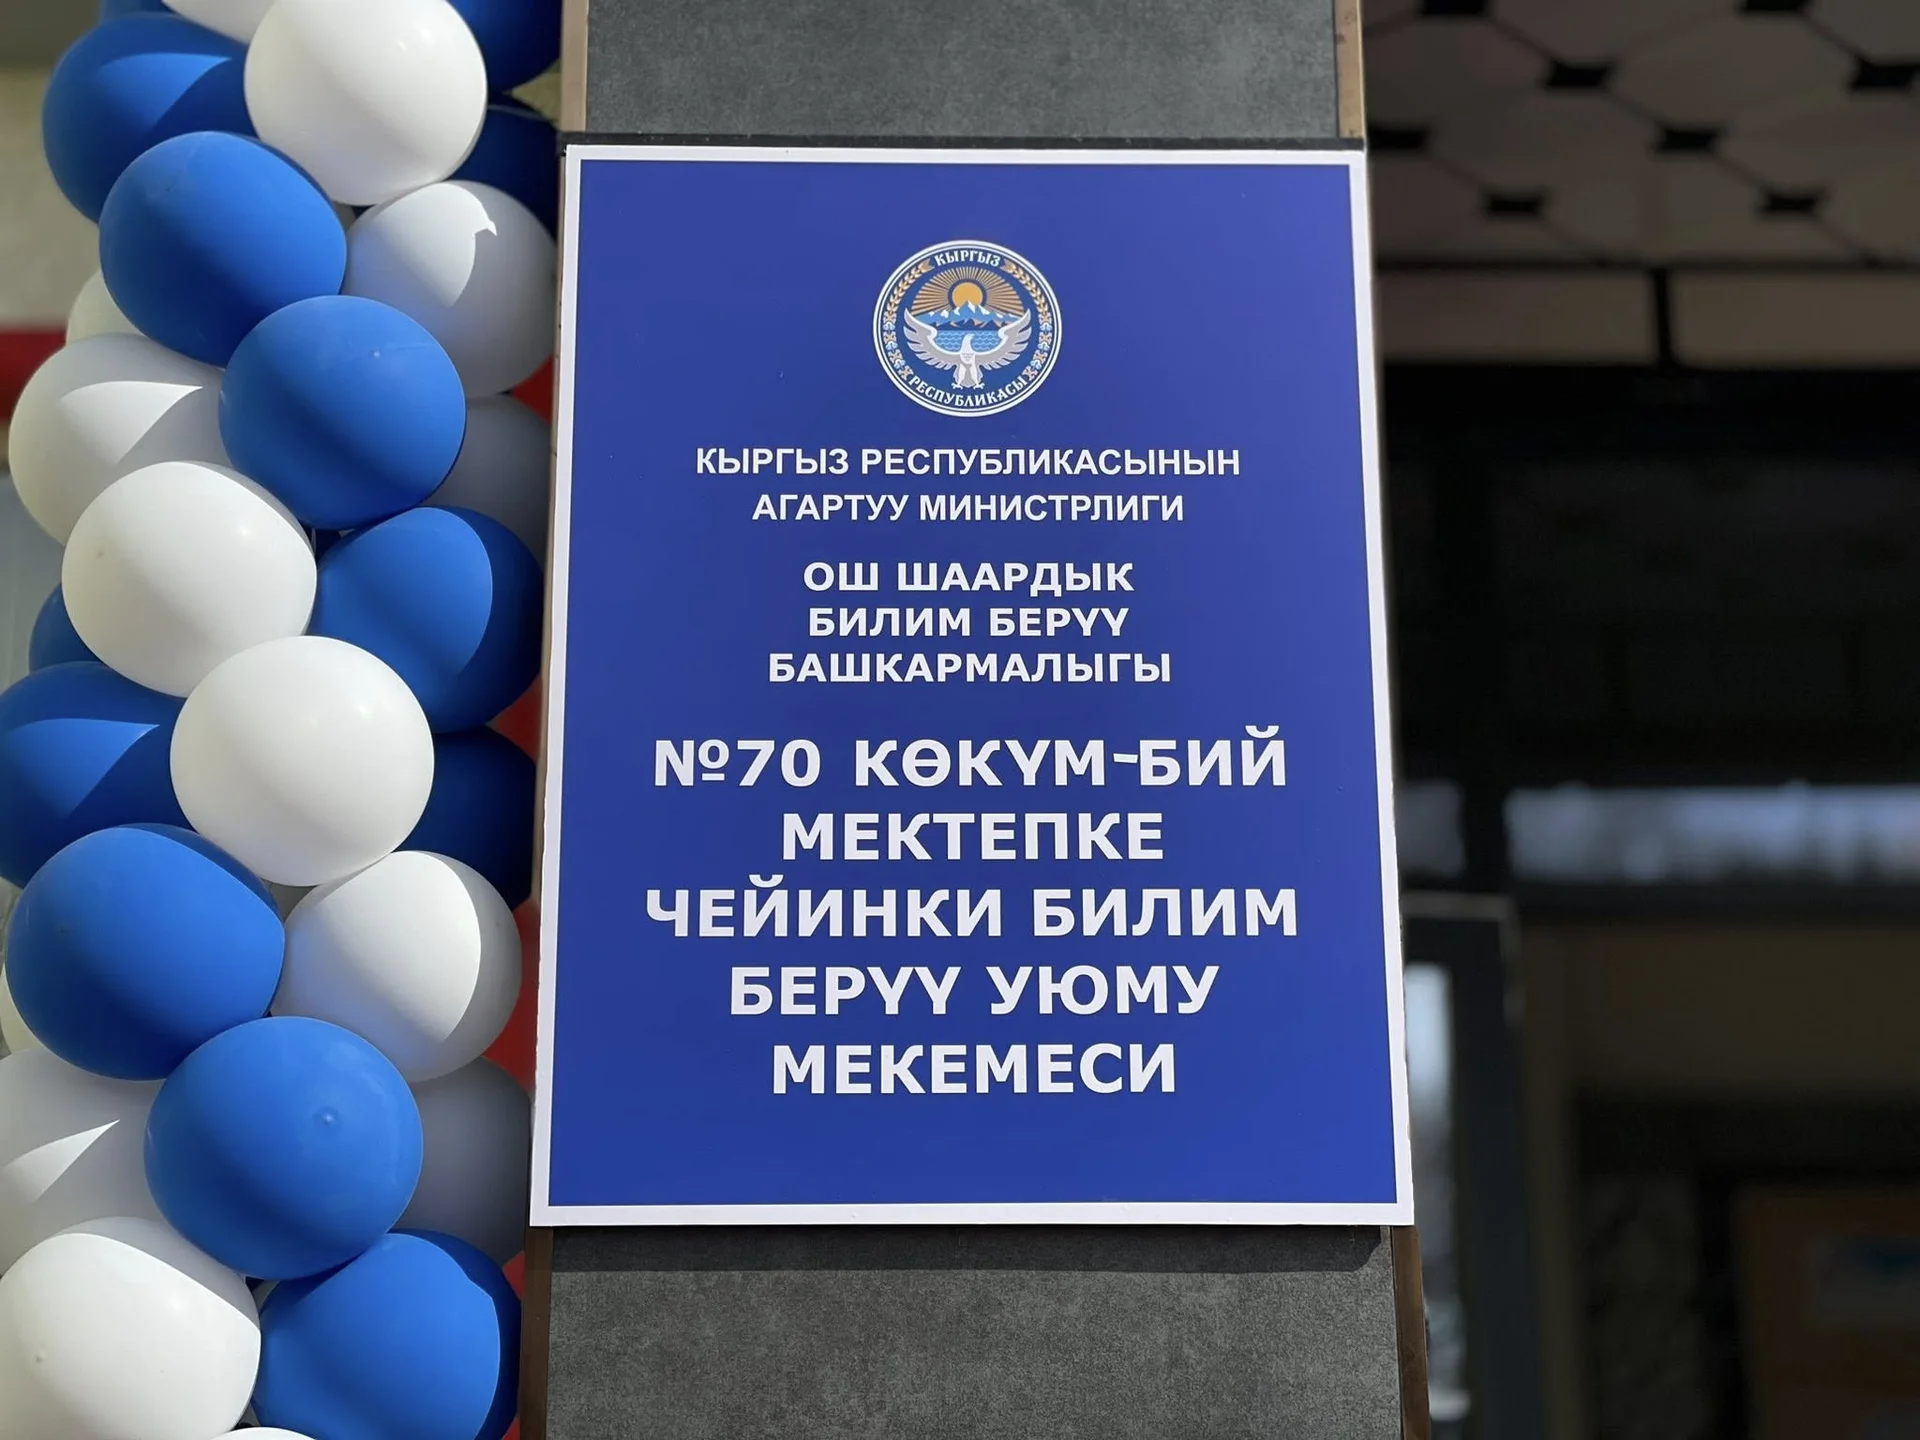 КЫРГЫЗ
РЕСПУБЛИКАСЫ
КЫРГЫЗ РЕСПУБЛИКАСЫНЫН
АГАРТУУ МИНИСТРЛИГИ
ОШ ШААРДЫК
БИЛИМ БЕРҮҮ
БАШКАРМАЛЫГЫ
№70 КӨКҮМ-БИЙ
МЕКТЕПКЕ
ЧЕЙИНКИ БИЛИМ
БЕРҮҮ УЮМУ
МЕКЕМЕСИ